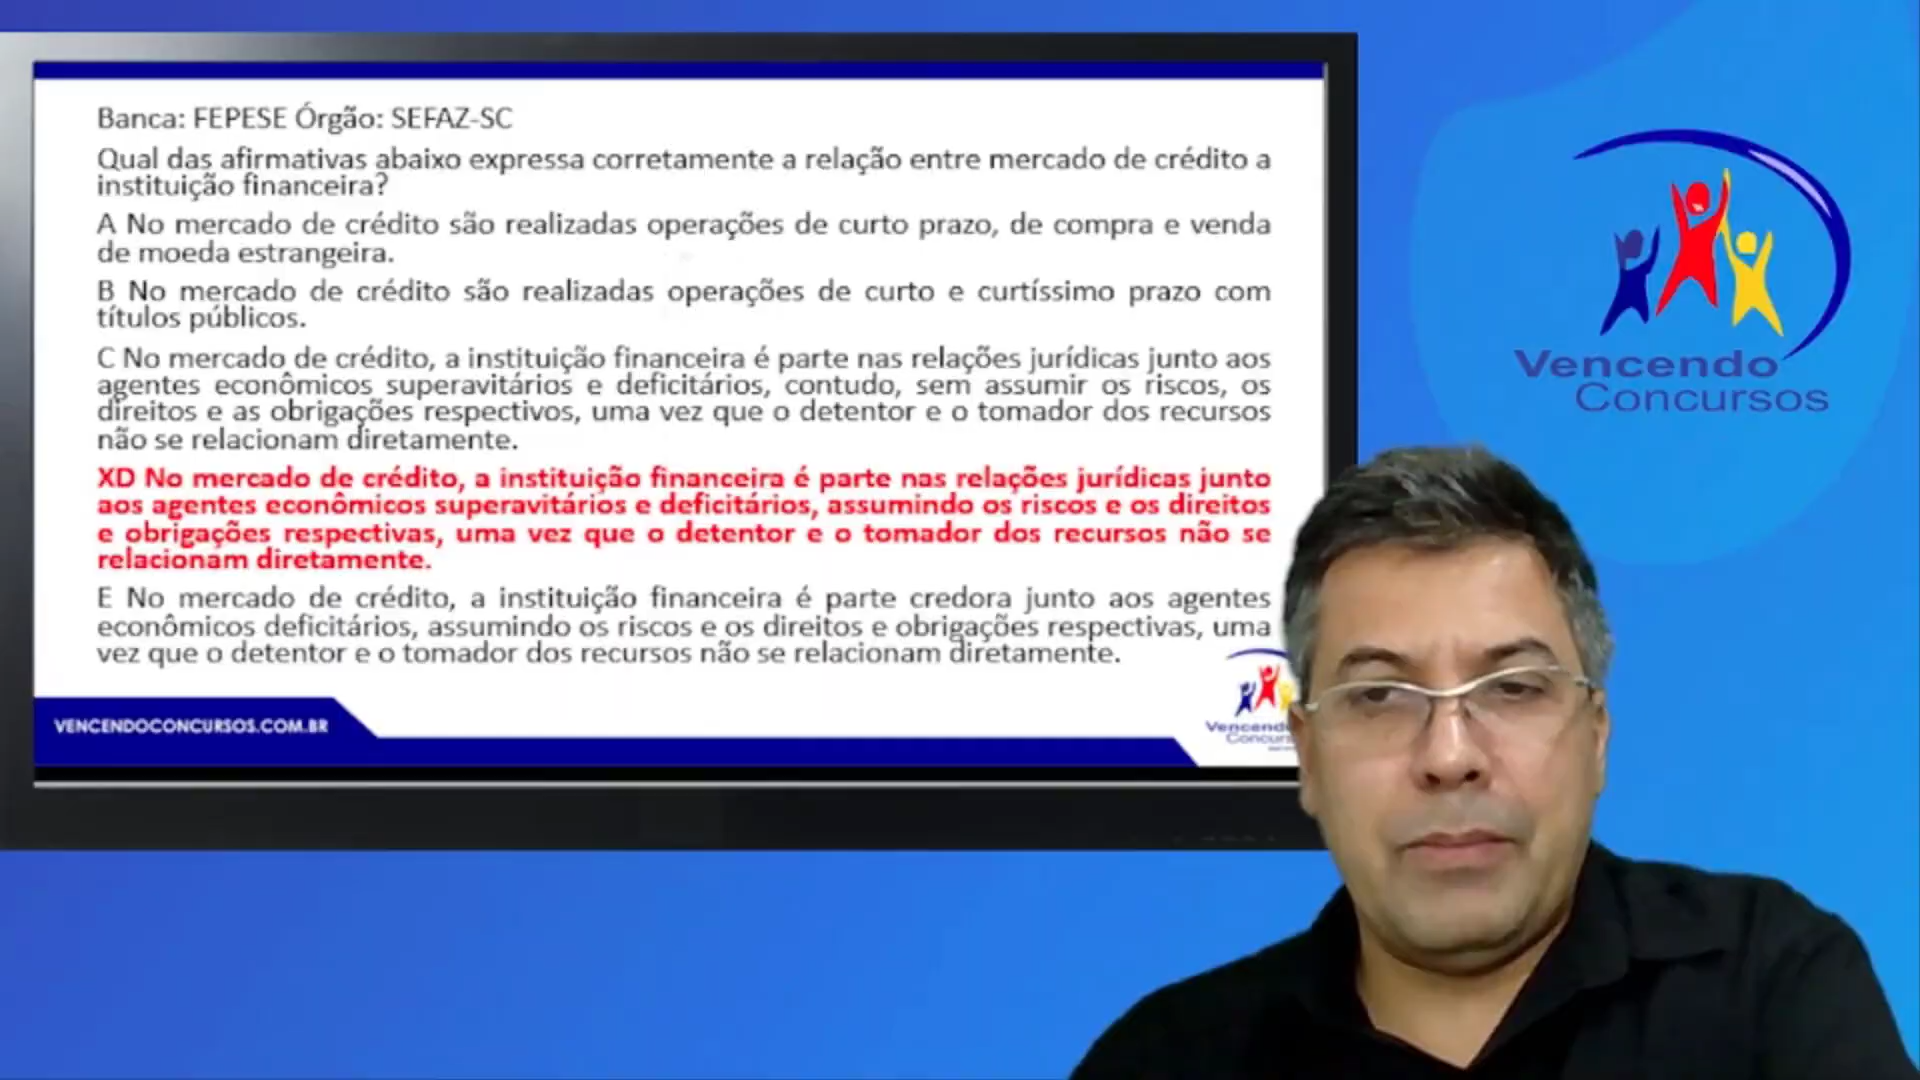 Banca: FEPESE Órgão: SEFAZ-SC
Qual das afirmativas abaixo expressa corretamente a relação entre mercado de crédito a
instituição financeira?
A No mercado de crédito são realizadas operações de curto prazo, de compra e venda
de moeda estrangeira.
B No mercado de crédito são realizadas operações de curto e curtíssimo prazo com
títulos públicos.
C No mercado de crédito, a instituição financeira é parte nas relações jurídicas junto aos
agentes econômicos superavitários e deficitários, contudo, sem assumir os riscos, os
direitos e as obrigações respectivos, uma vez que o detentor e o tomador dos recursos
não se relacionam diretamente.
XD No mercado de crédito, a instituição financeira é parte nas relações jurídicas junto
aos agentes econômicos superavitários e deficitários, assumindo os riscos e os direitos
e obrigações respectivas, uma vez que o detentor e o tomador dos recursos não se
relacionam diretamente.
E No mercado de crédito, a instituição financeira é parte credora junto aos agentes
econômicos deficitários, assumindo os riscos e os direitos e obrigações respectivas, uma
vez que o detentor e o tomador dos recursos não se relacionam diretamente.
VENCENDOCONCURSOS.COM.BR
Vencendo
Concursos